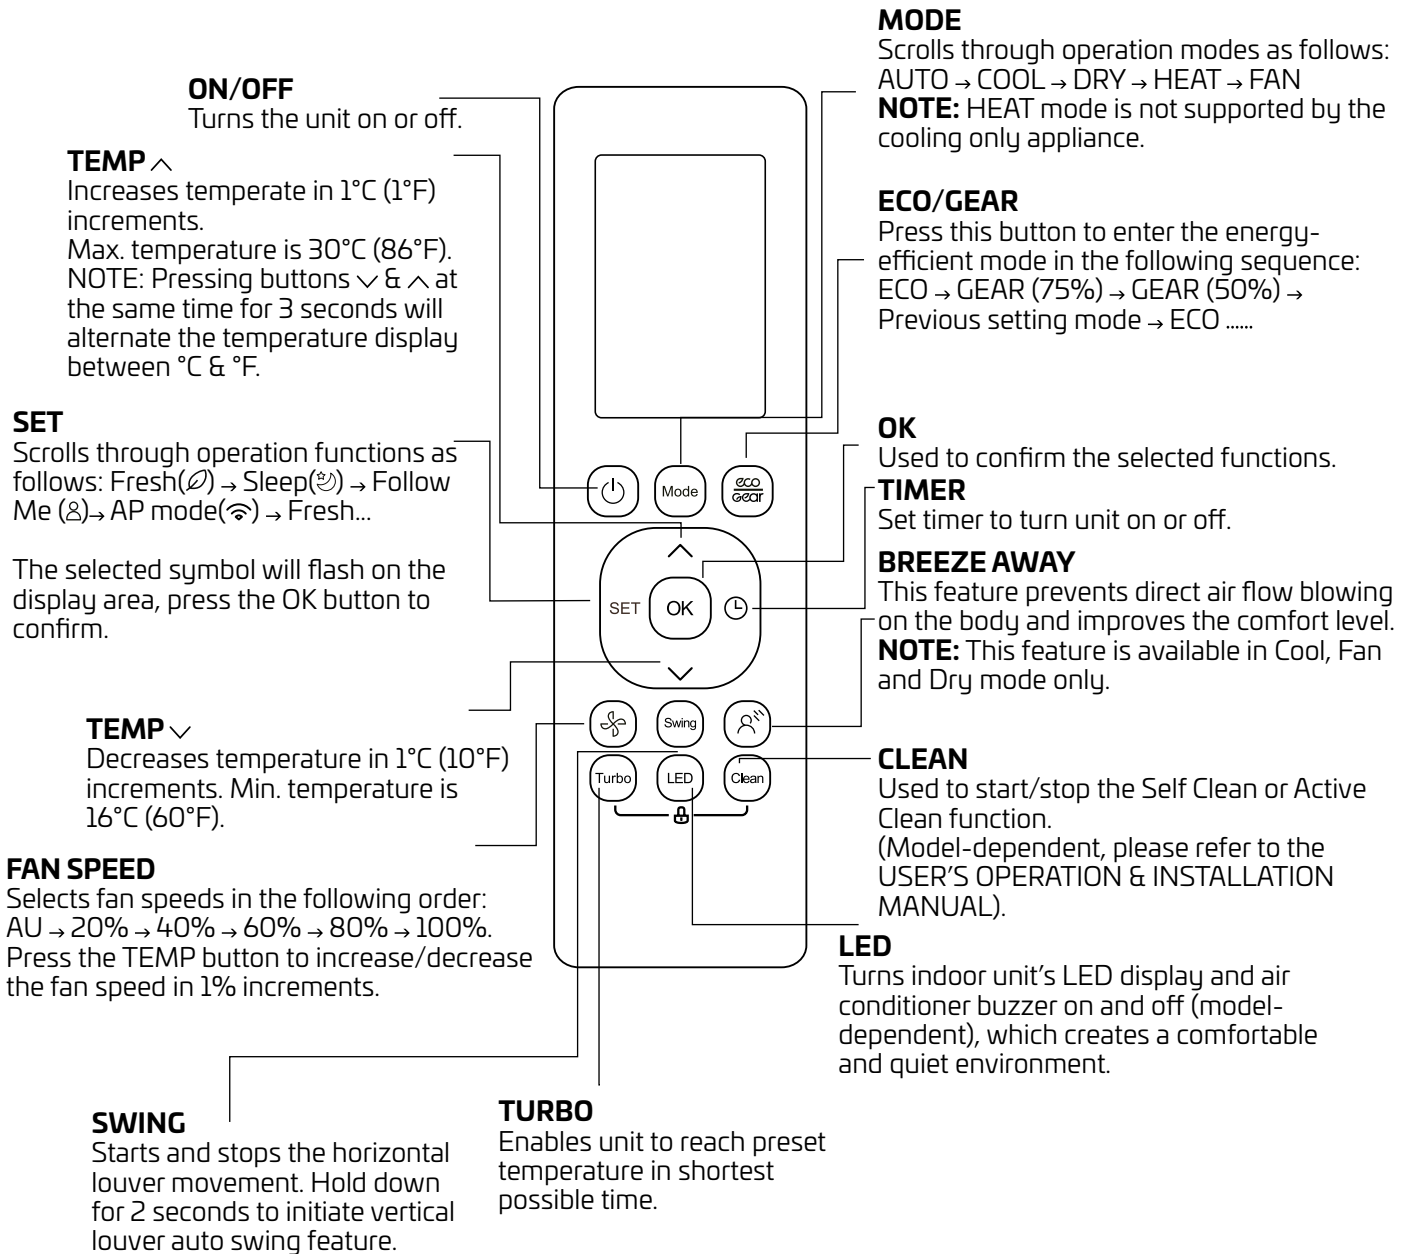 ON/OFF
Turns the unit on or off.
TEMP
Increases temperate in 1°C (1°F)
increments.
Max. temperature is 30°C (86°F).
NOTE: Pressing buttons ∨ & ∧ at
the same time for 3 seconds will
alternate the temperature display
between °C & °F.
SET
Scrolls through operation functions as
follows: Fresh() → Sleep() → Follow
Me () → AP mode() → Fresh...
The selected symbol will flash on the
display area, press the OK button to
confirm.
TEMP
Decreases temperature in 1°C (10°F)
increments. Min. temperature is
16°C (60°F).
FAN SPEED
Selects fan speeds in the following order:
AU → 20% → 40% → 60% → 80% → 100%.
Press the TEMP button to increase/decrease
the fan speed in 1% increments.
SWING
Starts and stops the horizontal
louver movement. Hold down
for 2 seconds to initiate vertical
louver auto swing feature.
Mode
eco
Gear
SET
OK
Swing
Turbo
LED
Clean
TURBO
Enables unit to reach preset
temperature in shortest
possible time.
MODE
Scrolls through operation modes as follows:
AUTO → COOL → DRY → HEAT → FAN
NOTE: HEAT mode is not supported by the
cooling only appliance.
ECO/GEAR
Press this button to enter the energy-
efficient mode in the following sequence:
ECO → GEAR (75%) → GEAR (50%) →
Previous setting mode → ECO ......
OK
Used to confirm the selected functions.
TIMER
Set timer to turn unit on or off.
BREEZE AWAY
This feature prevents direct air flow blowing
on the body and improves the comfort level.
NOTE: This feature is available in Cool, Fan
and Dry mode only.
CLEAN
Used to start/stop the Self Clean or Active
Clean function.
(Model-dependent, please refer to the
USER'S OPERATION & INSTALLATION
MANUAL).
LED
Turns indoor unit's LED display and air
conditioner buzzer on and off (model-
dependent), which creates a comfortable
and quiet environment.